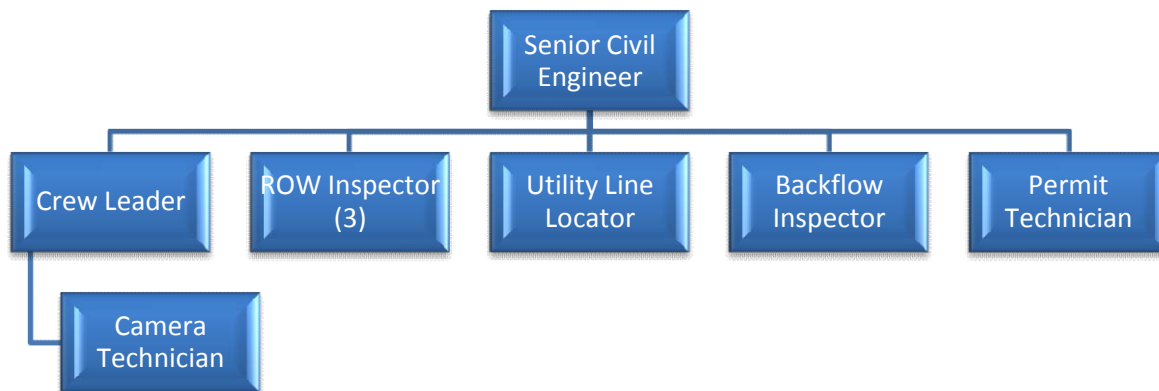 Senior Civil
Engineer
Crew Leader
ROW Inspector
(3)
Utility Line
Locator
Backflow
Inspector
Permit
Technician
Camera
Technician